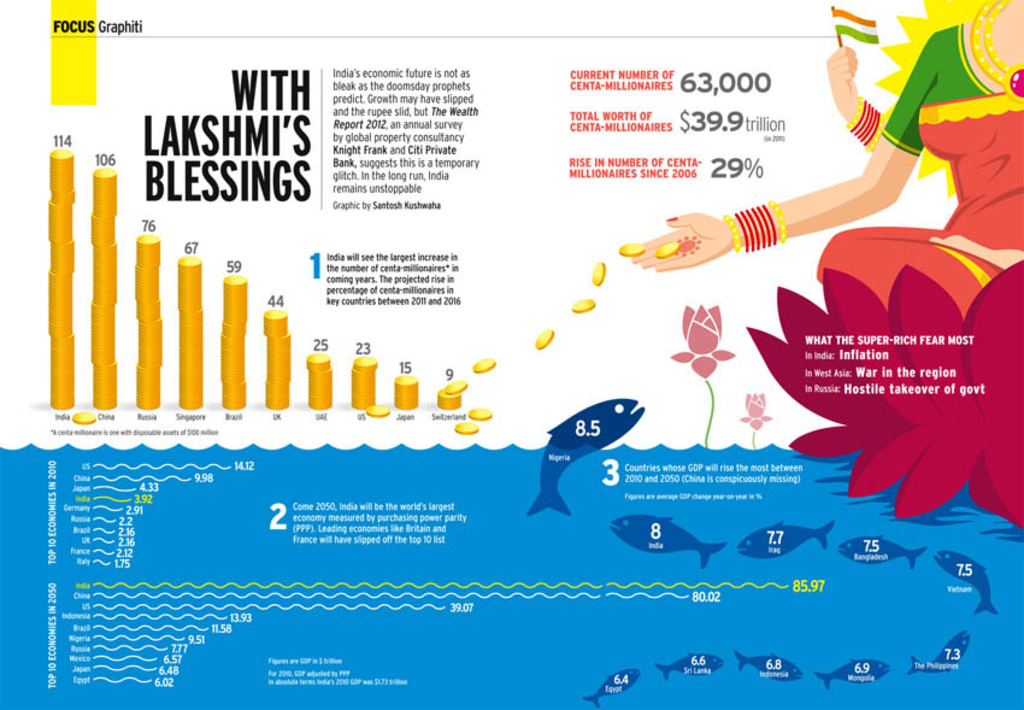 FOCUS Graphiti
WITH
LAKSHMI'S
BLESSINGS
India's economic future is not as
bleak as the doomsday prophets
predict. Growth may have slipped
and the rupee slid, but The Wealth
Report 2012, an annual survey
by global property consultancy
Knight Frank and Citi Private
Bank, suggests this is a temporary
glitch. In the long run, India
remains unstoppable
Graphic by Santosh Kushwaha
CURRENT NUMBER OF
CENTA-MILLIONAIRES 63,000
TOTAL WORTH OF
CENTA-MILLIONAIRES $39.9 trillion
(in 2011)
RISE IN NUMBER OF CENTA-
MILLIONAIRES SINCE 2006 29%
1 India will see the largest increase in
the number of centa-millionaires* in
coming years. The projected rise in
percentage of centa-millionaires in
key countries between 2011 and 2016
114
106
76
67
59
44
25
23
15
9
India China Russia Singapore Brazil UK UAE US Japan Switzerland
*A centa-millionaire is one with disposable assets of $100 million
WHAT THE SUPER-RICH FEAR MOST
In India: Inflation
In West Asia: War in the region
In Russia: Hostile takeover of govt
TOP 10 ECONOMIES IN 2010
US 14.12
China 9.98
Japan 4.33
India 3.92
Germany 2.91
Russia 2.2
Brazil 2.16
UK 2.16
France 2.12
Italy 1.75
2 Come 2050, India will be the world's largest
economy measured by purchasing power parity
(PPP). Leading economies like Britain and
France will have slipped off the top 10 list
TOP 10 ECONOMIES IN 2050
India 85.97
China 80.02
US 39.07
Indonesia 13.93
Brazil 11.58
Nigeria 9.51
Russia 7.77
Mexico 6.57
Japan 6.48
Egypt 6.02
Figures are GDP in $ trillion
For 2010, GDP adjusted by PPP
In absolute terms India's 2010 GDP was $1.73 trillion
3 Countries whose GDP will rise the most between
2010 and 2050 (China is conspicuously missing)
Figures are average GDP change year-on-year in %
8.5
Nigeria
8
India
7.7
Iraq
7.5
Bangladesh
7.5
Vietnam
7.3
The Philippines
6.9
Mongolia
6.8
Indonesia
6.6
Sri Lanka
6.4
Egypt